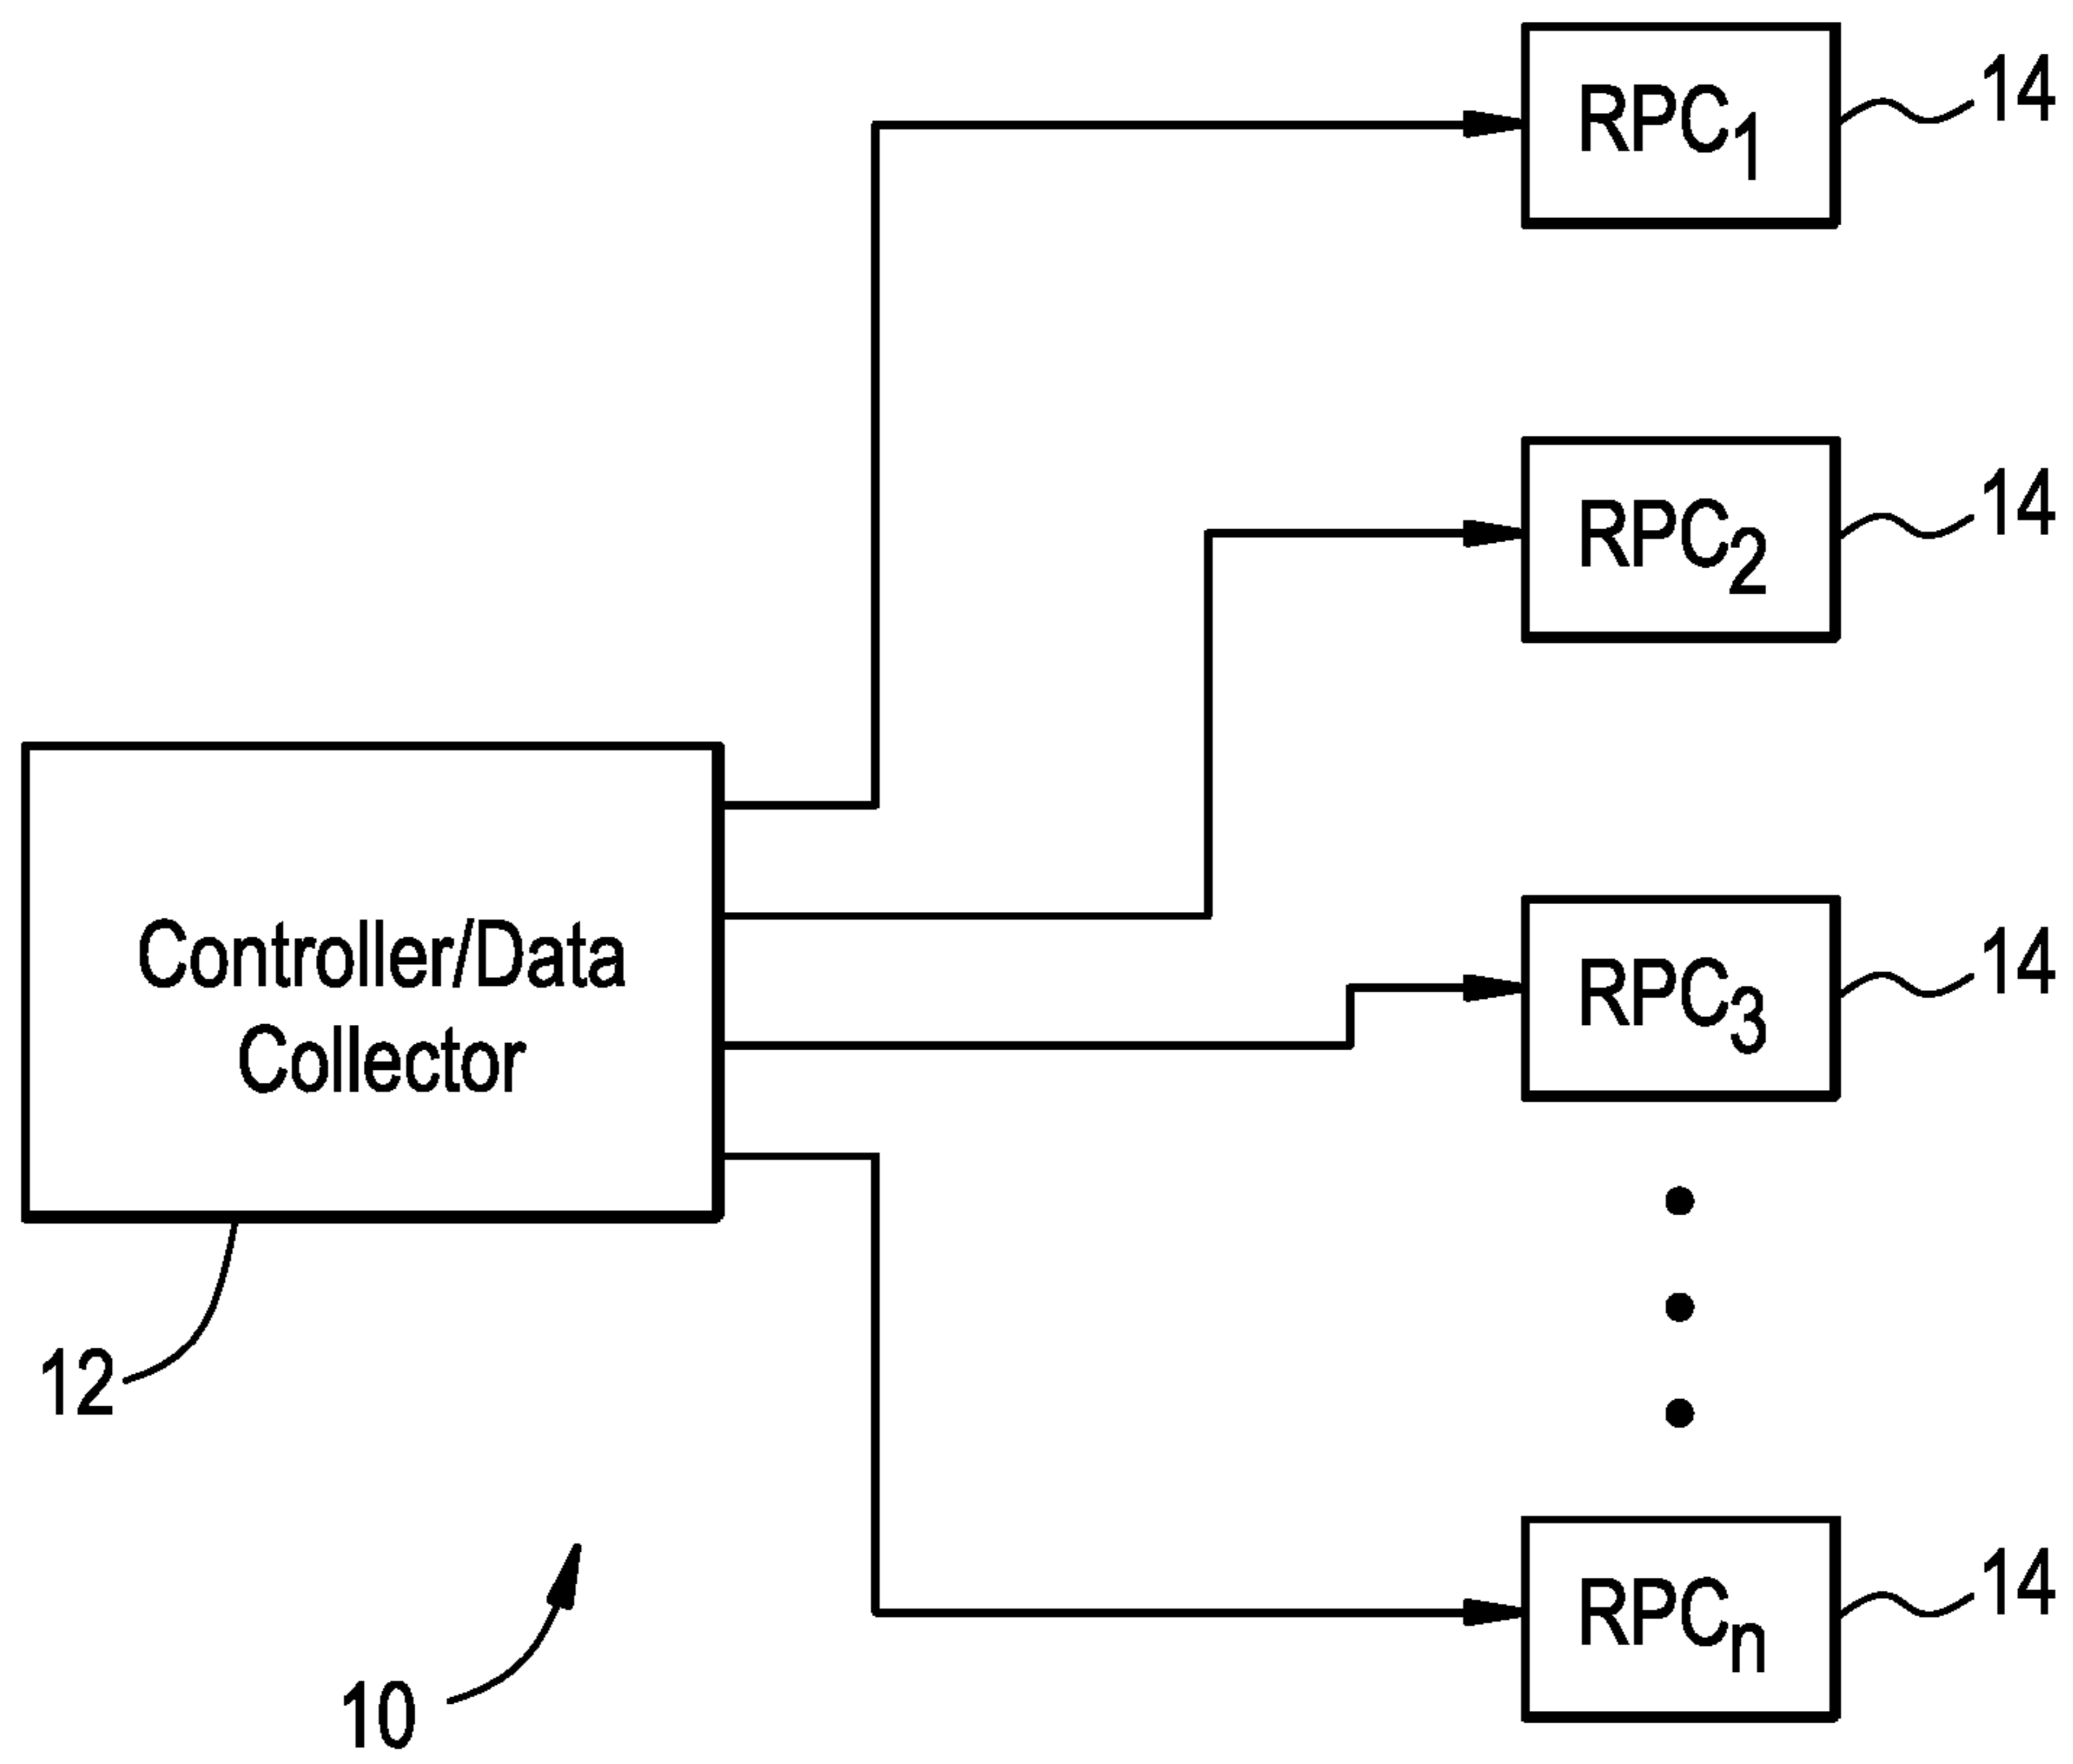 RPC1 14
RPC2 14
Controller/Data
Collector
RPC3 14
12
RPCn 14
10